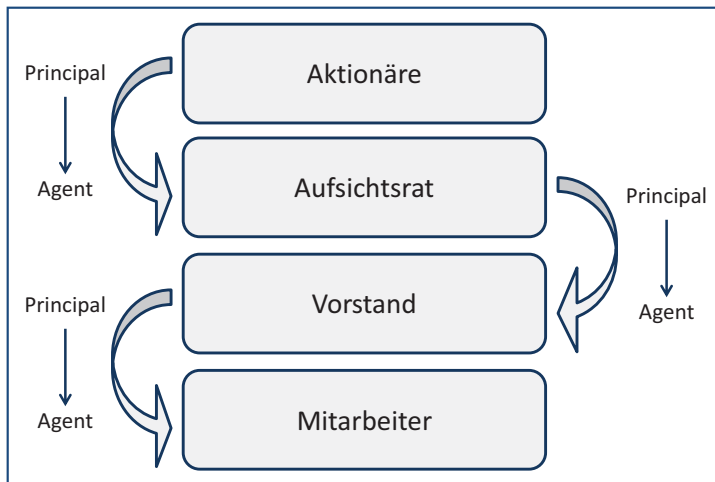 Aktionäre
Principal
Agent
Aufsichtsrat
Principal
Agent
Vorstand
Principal
Agent
Mitarbeiter